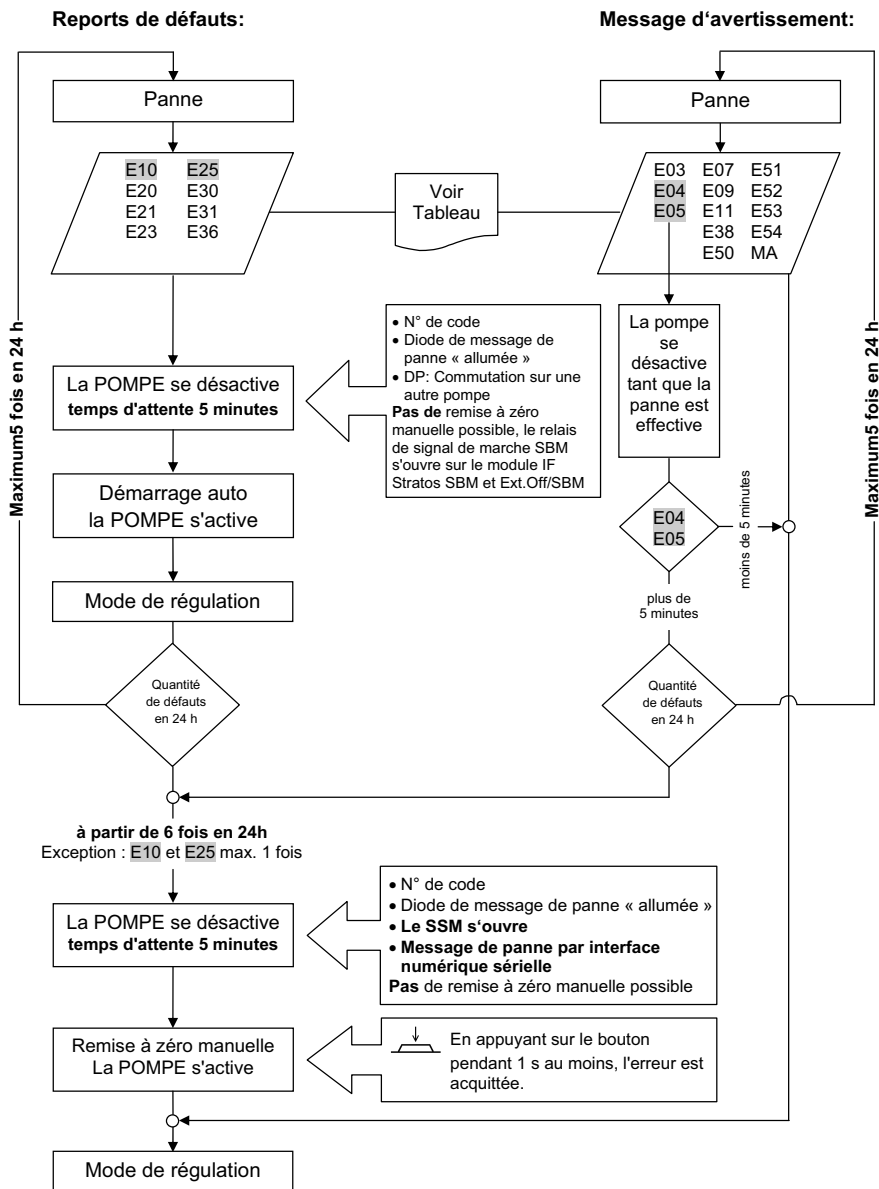 Reports de défauts:
Message d‘avertissement:
Panne
E10 E25
E20 E30
E21 E31
E23 E36
Voir
Tableau
Panne
E03 E07 E51
E04 E09 E52
E05 E11 E53
E38 E54
E50 MA
Maximum5 fois en 24 h
• N° de code
• Diode de message de
panne « allumée »
• DP: Commutation sur une
autre pompe
Pas de remise à zéro
manuelle possible, le relais
de signal de marche SBM
s'ouvre sur le module IF
Stratos SBM et Ext.Off/SBM
La pompe
se
désactive
tant que la
panne est
effective
Maximum5 fois en 24 h
La POMPE se désactive
temps d'attente 5 minutes
Démarrage auto
la POMPE s'active
E04
E05
moins de 5 minutes
Mode de régulation
plus de
5 minutes
Quantité
de défauts
en 24 h
Quantité
de défauts
en 24 h
à partir de 6 fois en 24h
Exception : E10 et E25 max. 1 fois
La POMPE se désactive
temps d'attente 5 minutes
• N° de code
• Diode de message de panne « allumée »
• Le SSM s‘ouvre
• Message de panne par interface
numérique sérielle
Pas de remise à zéro manuelle possible
Remise à zéro manuelle
La POMPE s'active
En appuyant sur le bouton
pendant 1 s au moins, l'erreur est
acquittée.
Mode de régulation